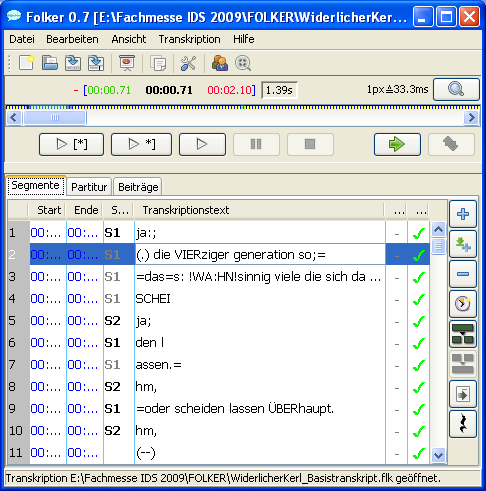 Folker 0.7 [E:\Fachmesse IDS 2009\FOLKER\WiderlicherKerl_...
Datei Bearbeiten Ansicht Transkription Hilfe
- [00:00.71 00:00.71 00:02.10] 1.39s 1px≙33.3ms
[*] *]
Segmente Partitur Beiträge
Start Ende S... Transkriptionstext ... ...
1 00:... 00:... S1 ja:; -
2 00:... 00:... S1 (.) die VIERziger generation so;= -
3 00:... 00:... S1 =das=s: !WA:HN!sinnig viele die sich da ... -
4 00:... 00:... S1 SCHEI -
5 00:... 00:... S2 ja; -
6 00:... 00:... S1 den l -
7 00:... 00:... S1 assen.= -
8 00:... 00:... S2 hm, -
9 00:... 00:... S1 =oder scheiden lassen ÜBERhaupt. -
10 00:... 00:... S2 hm, -
11 00:... 00:... (--) -
Transkription E:\Fachmesse IDS 2009\FOLKER\WiderlicherKerl_Basistranskript.flk geöffnet.